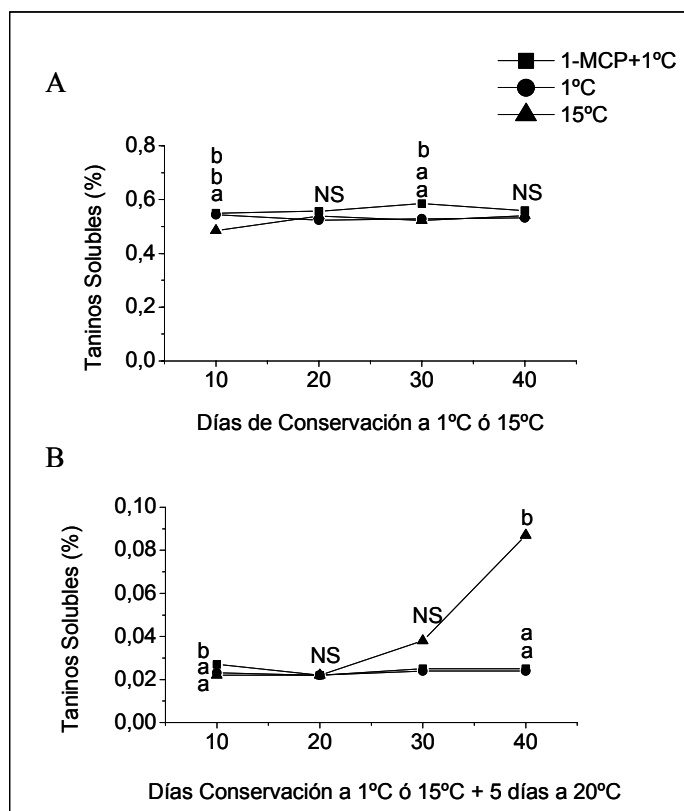 1-MCP+1ºC
1ºC
15ºC
A
Taninos Solubles (%)
0,8
0,6
0,4
0,2
0,0
b
b
a
NS
b
a
a
NS
10 20 30 40
Días de Conservación a 1ºC ó 15ºC
B
Taninos Solubles (%)
0,10
0,08
0,06
0,04
0,02
0,00
b
a
a
NS
NS
b
a
a
10 20 30 40
Días Conservación a 1ºC ó 15ºC + 5 días a 20ºC